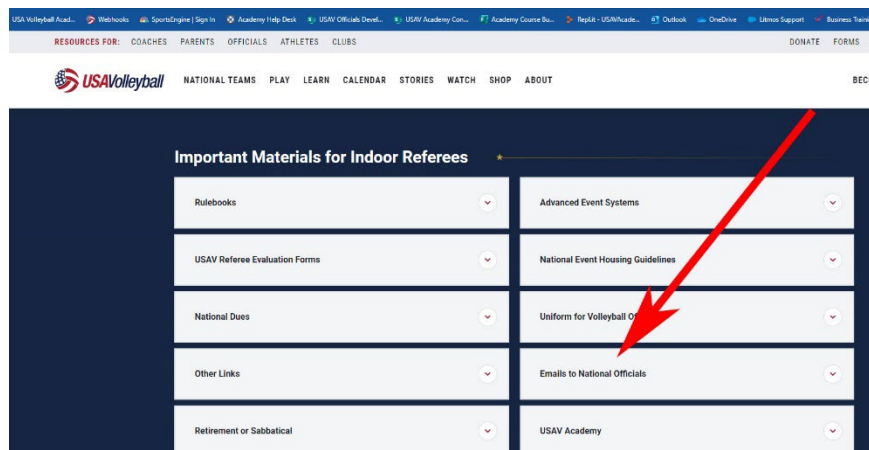 USA Volleyball Acad... Webhooks SportsEngine | Sign In Academy Help Desk USAV Officials Devel... USAV Academy Con... Academy Course Bu... Replit - USAVAcade... Outlook OneDrive Litmos Support Business Traini
RESOURCES FOR: COACHES PARENTS OFFICIALS ATHLETES CLUBS DONATE FORMS
USAVolleyball NATIONAL TEAMS PLAY LEARN CALENDAR STORIES WATCH SHOP ABOUT BEC
Important Materials for Indoor Referees
Rulebooks Advanced Event Systems
USAV Referee Evaluation Forms National Event Housing Guidelines
National Dues Uniform for Volleyball
Other Links Emails to National Officials
Retirement or Sabbatical USAV Academy